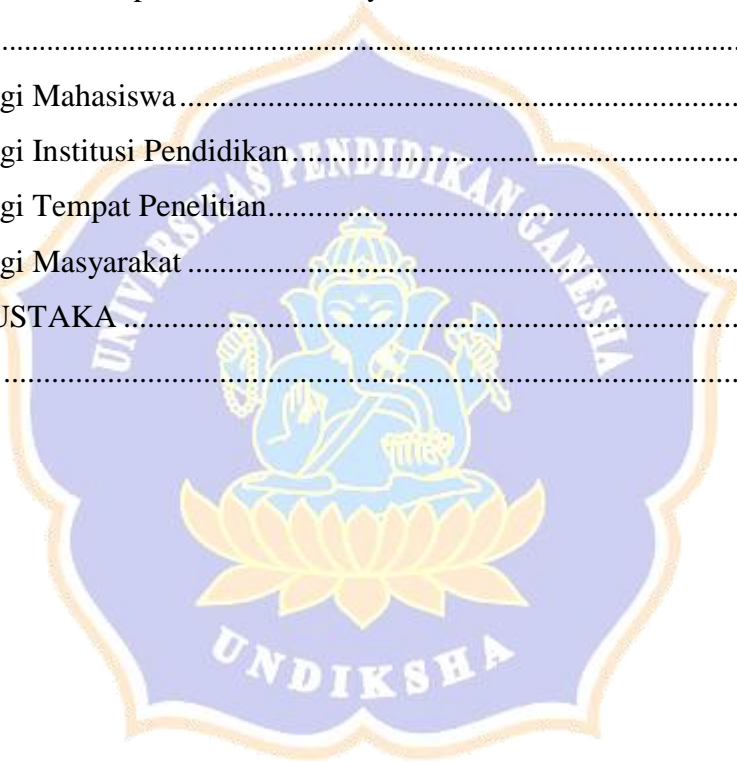 gi Mahasiswa
gi Institusi Pendidikan
gi Tempat Penelitian
gi Masyarakat
USTAKA
UNIVERSITAS PENDIDIKAN GANESHA
UNDIKSHA